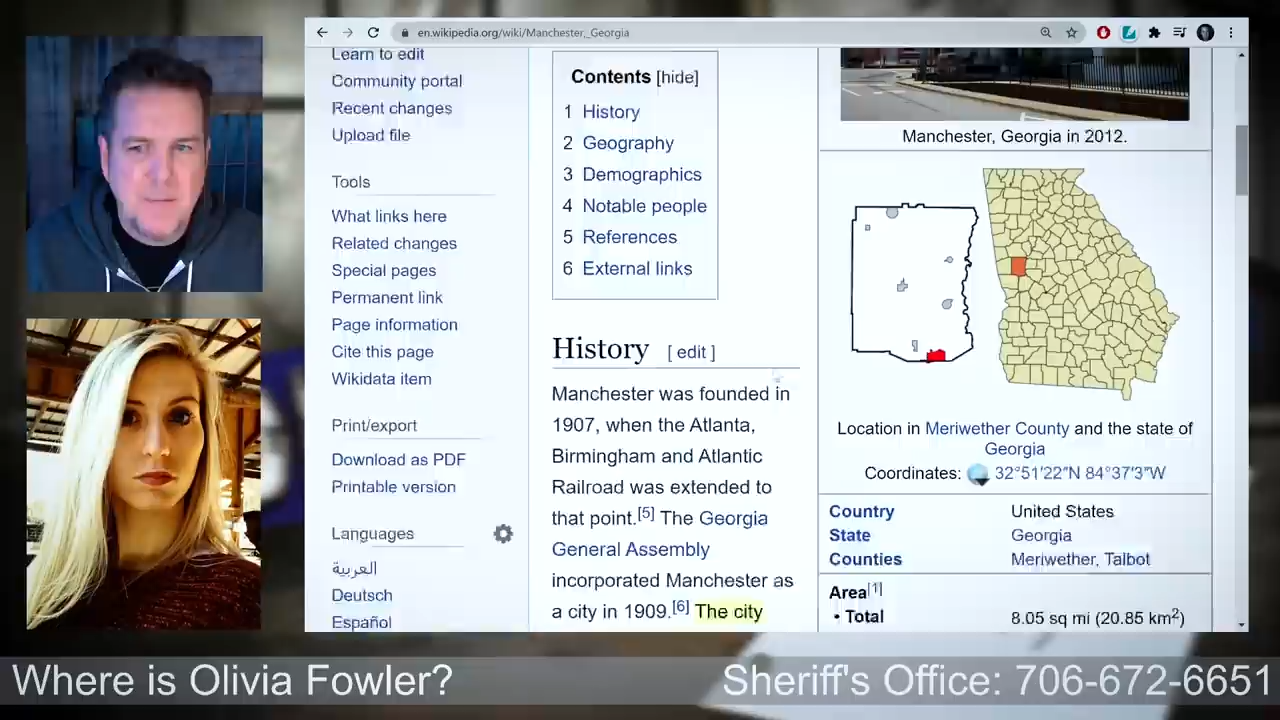 en.wikipedia.org/wiki/Manchester,_Georgia
Learn to edit
Community portal
Recent changes
Upload file
Tools
What links here
Related changes
Special pages
Permanent link
Page information
Cite this page
Wikidata item
Print/export
Download as PDF
Printable version
Languages
العربية
Deutsch
Español
Contents [hide]
1 History
2 Geography
3 Demographics
4 Notable people
5 References
6 External links
History [ edit ]
Manchester was founded in
1907, when the Atlanta,
Birmingham and Atlantic
Railroad was extended to
that point.[5] The Georgia
General Assembly
incorporated Manchester as
a city in 1909.[6] The city
Manchester, Georgia in 2012.
Location in Meriwether County and the state of
Georgia
Coordinates: 32°51′22″N 84°37′3″W
Country United States
State Georgia
Counties Meriwether, Talbot
Area[1]
• Total 8.05 sq mi (20.85 km2)
Where is Olivia Fowler?
Sheriff's Office: 706-672-6651